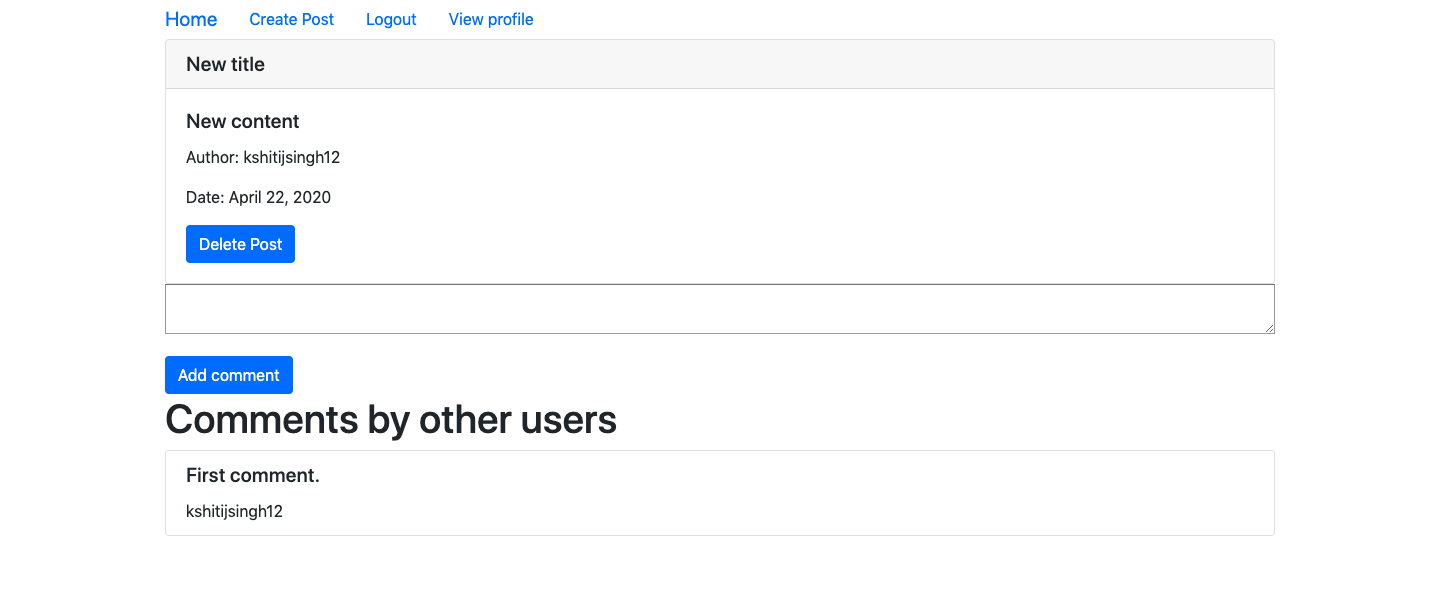 Home Create Post Logout View profile
New title
New content
Author: kshitijsingh12
Date: April 22, 2020
Delete Post
Add comment
Comments by other users
First comment.
kshitijsingh12